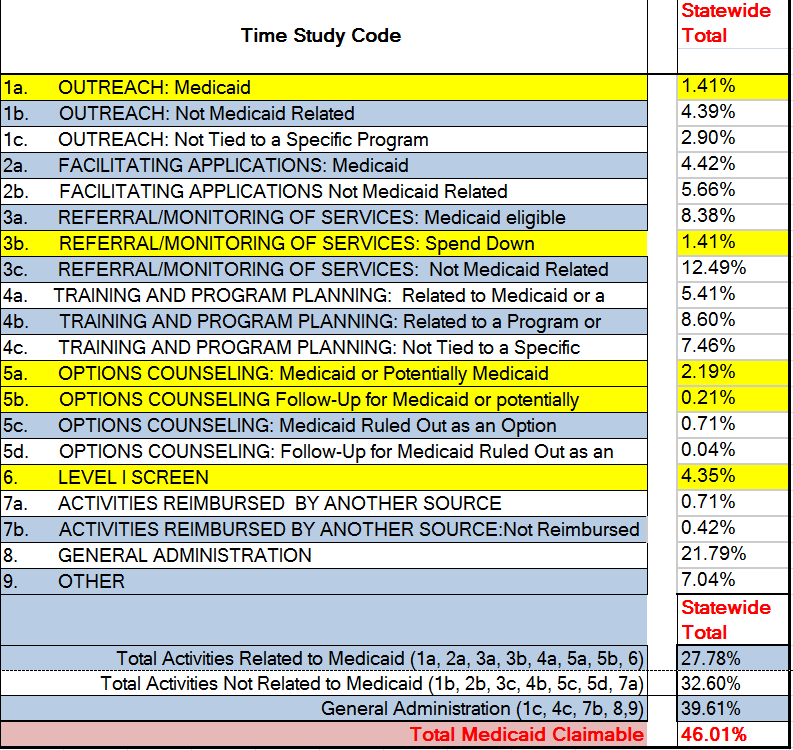 Time Study Code Statewide Total
1a. OUTREACH: Medicaid 1.41%
1b. OUTREACH: Not Medicaid Related 4.39%
1c. OUTREACH: Not Tied to a Specific Program 2.90%
2a. FACILITATING APPLICATIONS: Medicaid 4.42%
2b. FACILITATING APPLICATIONS Not Medicaid Related 5.66%
3a. REFERRAL/MONITORING OF SERVICES: Medicaid eligible 8.38%
3b. REFERRAL/MONITORING OF SERVICES: Spend Down 1.41%
3c. REFERRAL/MONITORING OF SERVICES: Not Medicaid Related 12.49%
4a. TRAINING AND PROGRAM PLANNING: Related to Medicaid or a 5.41%
4b. TRAINING AND PROGRAM PLANNING: Related to a Program or 8.60%
4c. TRAINING AND PROGRAM PLANNING: Not Tied to a Specific 7.46%
5a. OPTIONS COUNSELING: Medicaid or Potentially Medicaid 2.19%
5b. OPTIONS COUNSELING Follow-Up for Medicaid or potentially 0.21%
5c. OPTIONS COUNSELING: Medicaid Ruled Out as an Option 0.71%
5d. OPTIONS COUNSELING: Follow-Up for Medicaid Ruled Out as an 0.04%
6. LEVEL I SCREEN 4.35%
7a. ACTIVITIES REIMBURSED BY ANOTHER SOURCE 0.71%
7b. ACTIVITIES REIMBURSED BY ANOTHER SOURCE:Not Reimbursed 0.42%
8. GENERAL ADMINISTRATION 21.79%
9. OTHER 7.04%
Statewide Total
Total Activities Related to Medicaid (1a, 2a, 3a, 3b, 4a, 5a, 5b, 6) 27.78%
Total Activities Not Related to Medicaid (1b, 2b, 3c, 4b, 5c, 5d, 7a) 32.60%
General Administration (1c, 4c, 7b, 8,9) 39.61%
Total Medicaid Claimable 46.01%